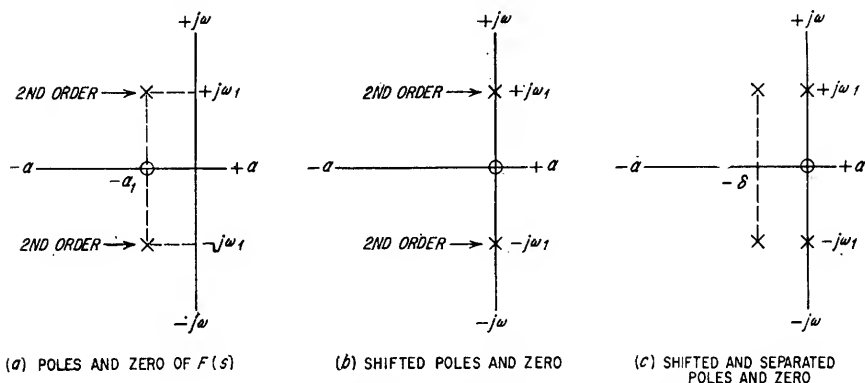 +jω
2ND ORDER
+jω₁
-a
+a
-a₁
2ND ORDER
-jω₁
-jω
(a) POLES AND ZERO OF F(s)
+jω
2ND ORDER
+jω₁
-a
+a
2ND ORDER
-jω₁
-jω
(b) SHIFTED POLES AND ZERO
+jω
+jω₁
-a
+a
-δ
-jω₁
-jω
(c) SHIFTED AND SEPARATED
POLES AND ZERO